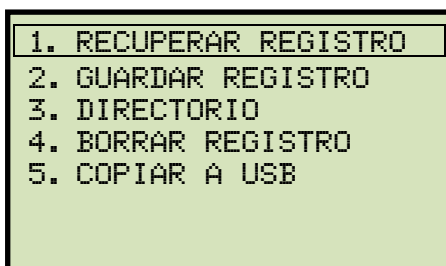 1. RECUPERAR REGISTRO
2. GUARDAR REGISTRO
3. DIRECTORIO
4. BORRAR REGISTRO
5. COPIAR A USB